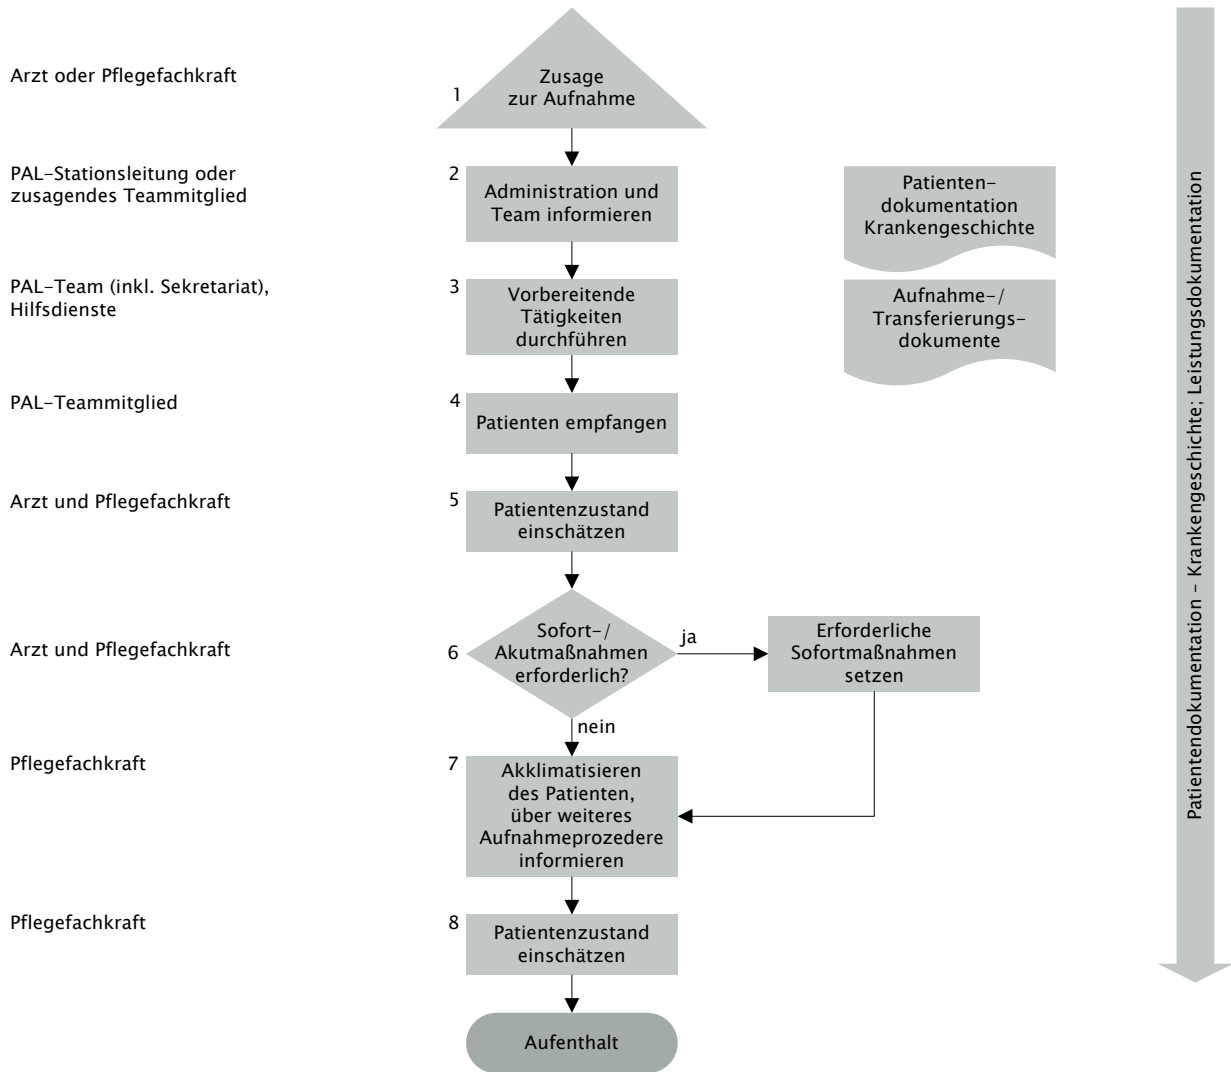 Arzt oder Pflegefachkraft
1
Zusage
zur Aufnahme
PAL-Stationsleitung oder
zusagendes Teammitglied
2
Administration und
Team informieren
Patienten-
dokumentation
Krankengeschichte
PAL-Team (inkl. Sekretariat),
Hilfsdienste
3
Vorbereitende
Tätigkeiten
durchführen
Aufnahme-/
Transferierungs-
dokumente
PAL-Teammitglied
4
Patienten empfangen
Arzt und Pflegefachkraft
5
Patientenzustand
einschätzen
Arzt und Pflegefachkraft
6
Sofort-/
Akutmaßnahmen
erforderlich?
ja
Erforderliche
Sofortmaßnahmen
setzen
nein
Pflegefachkraft
7
Akklimatisieren
des Patienten,
über weiteres
Aufnahmeprozedere
informieren
Pflegefachkraft
8
Patientenzustand
einschätzen
Aufenthalt
Patientendokumentation – Krankengeschichte; Leistungsdokumentation